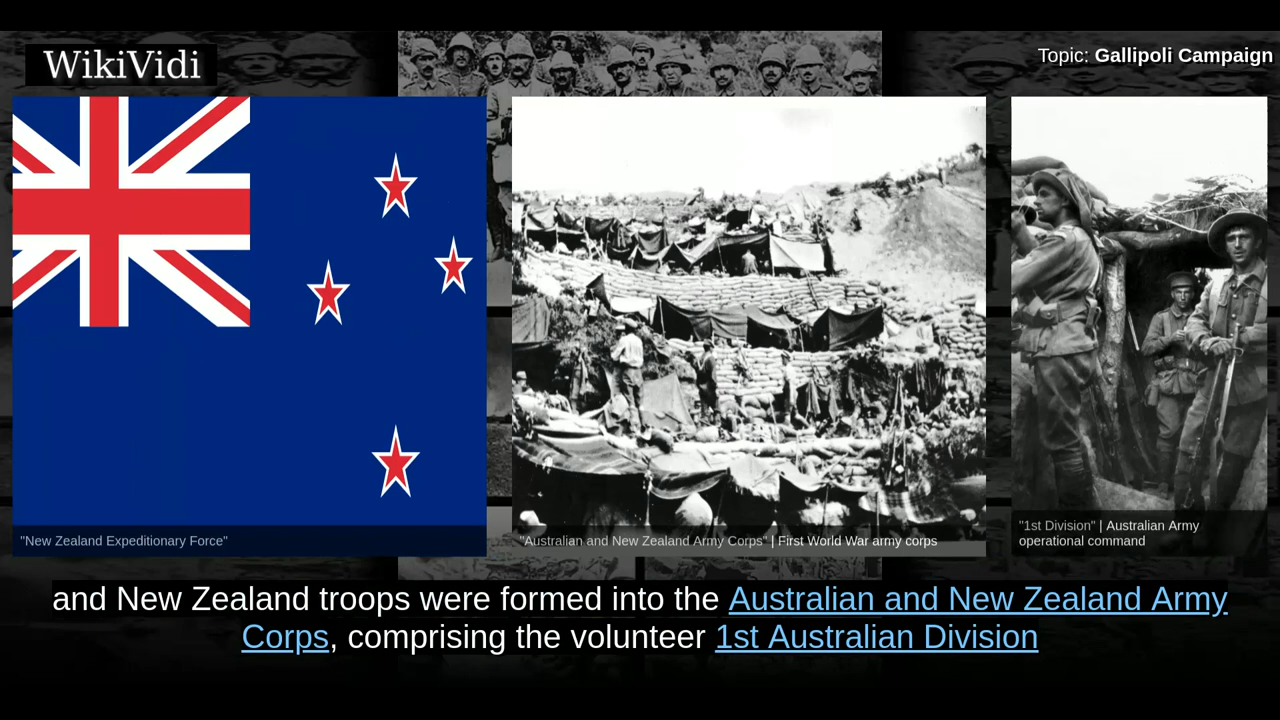 WikiVidi
Topic: Gallipoli Campaign
"New Zealand Expeditionary Force"
"Australian and New Zealand Army Corps" | First World War army corps
"1st Division" | Australian Army
operational command
and New Zealand troops were formed into the Australian and New Zealand Army
Corps, comprising the volunteer 1st Australian Division